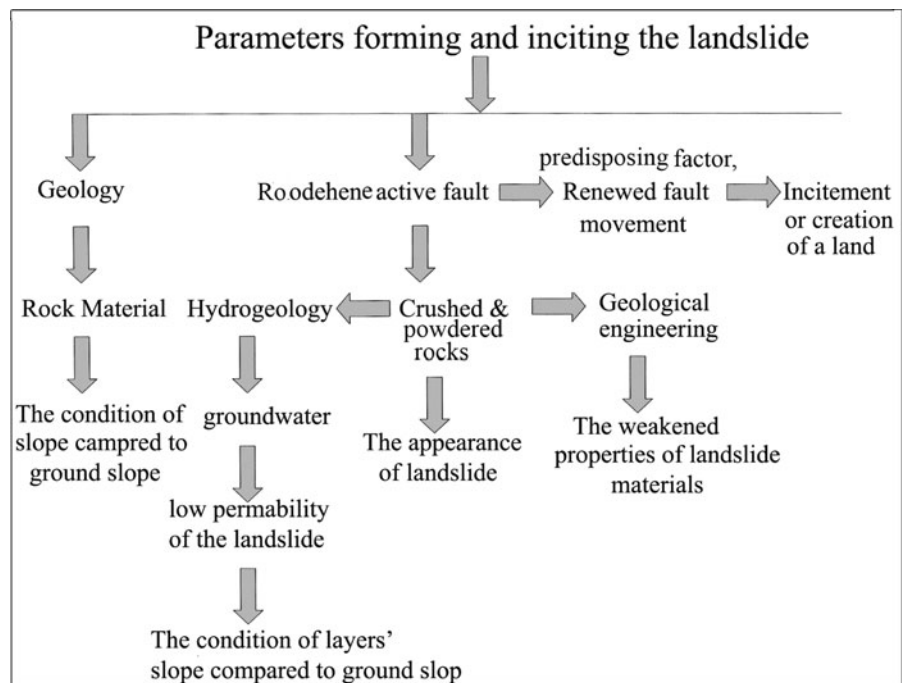 Parameters forming and inciting the landslide
Geology
Roodehene active fault
predisposing factor,
Renewed fault
movement
Incitement
or creation
of a land
Rock Material
Hydrogeology
Crushed &
powdered
rocks
Geological
engineering
The condition of
slope campred to
ground slope
groundwater
The appearance
of landslide
The weakened
properties of landslide
materials
low permability
of the landslide
The condition of layers’
slope compared to ground slop